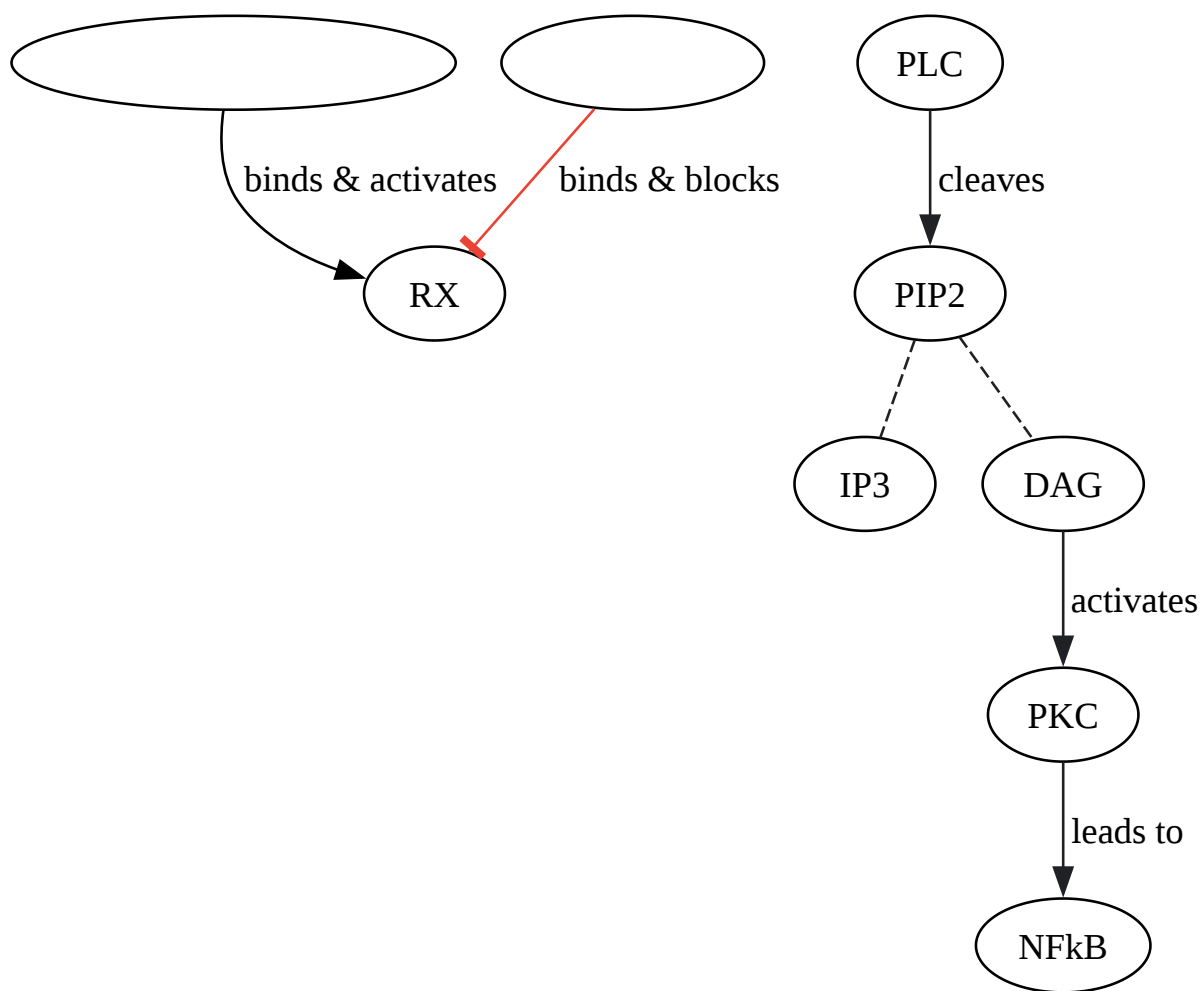 PLC
binds & activates
binds & blocks
cleaves
RX
PIP2
IP3
DAG
activates
PKC
leads to
NFkB